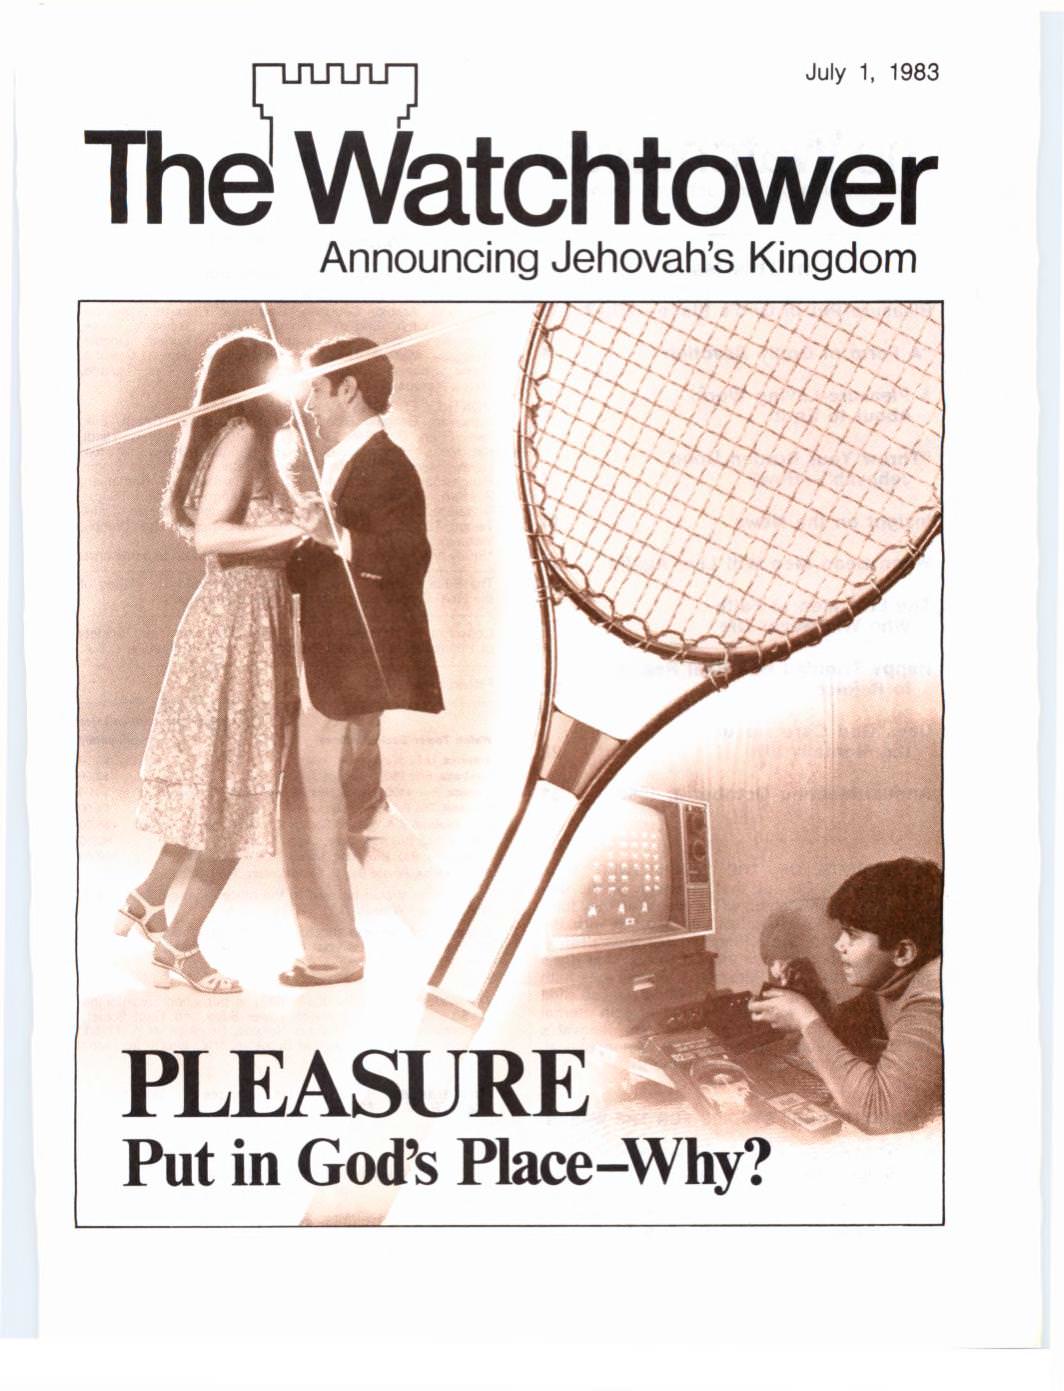 July 1, 1983
The Watchtower
Announcing Jehovah's Kingdom
PLEASURE
Put in God's Place–Why?